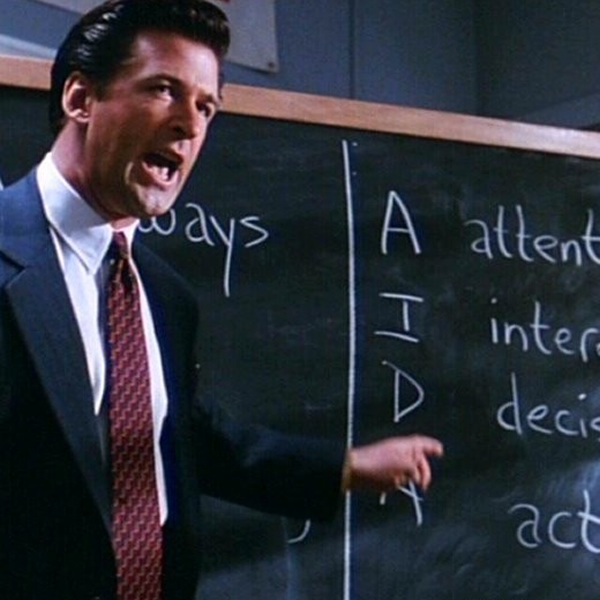 ways
A attent
I inter
D decis
A act